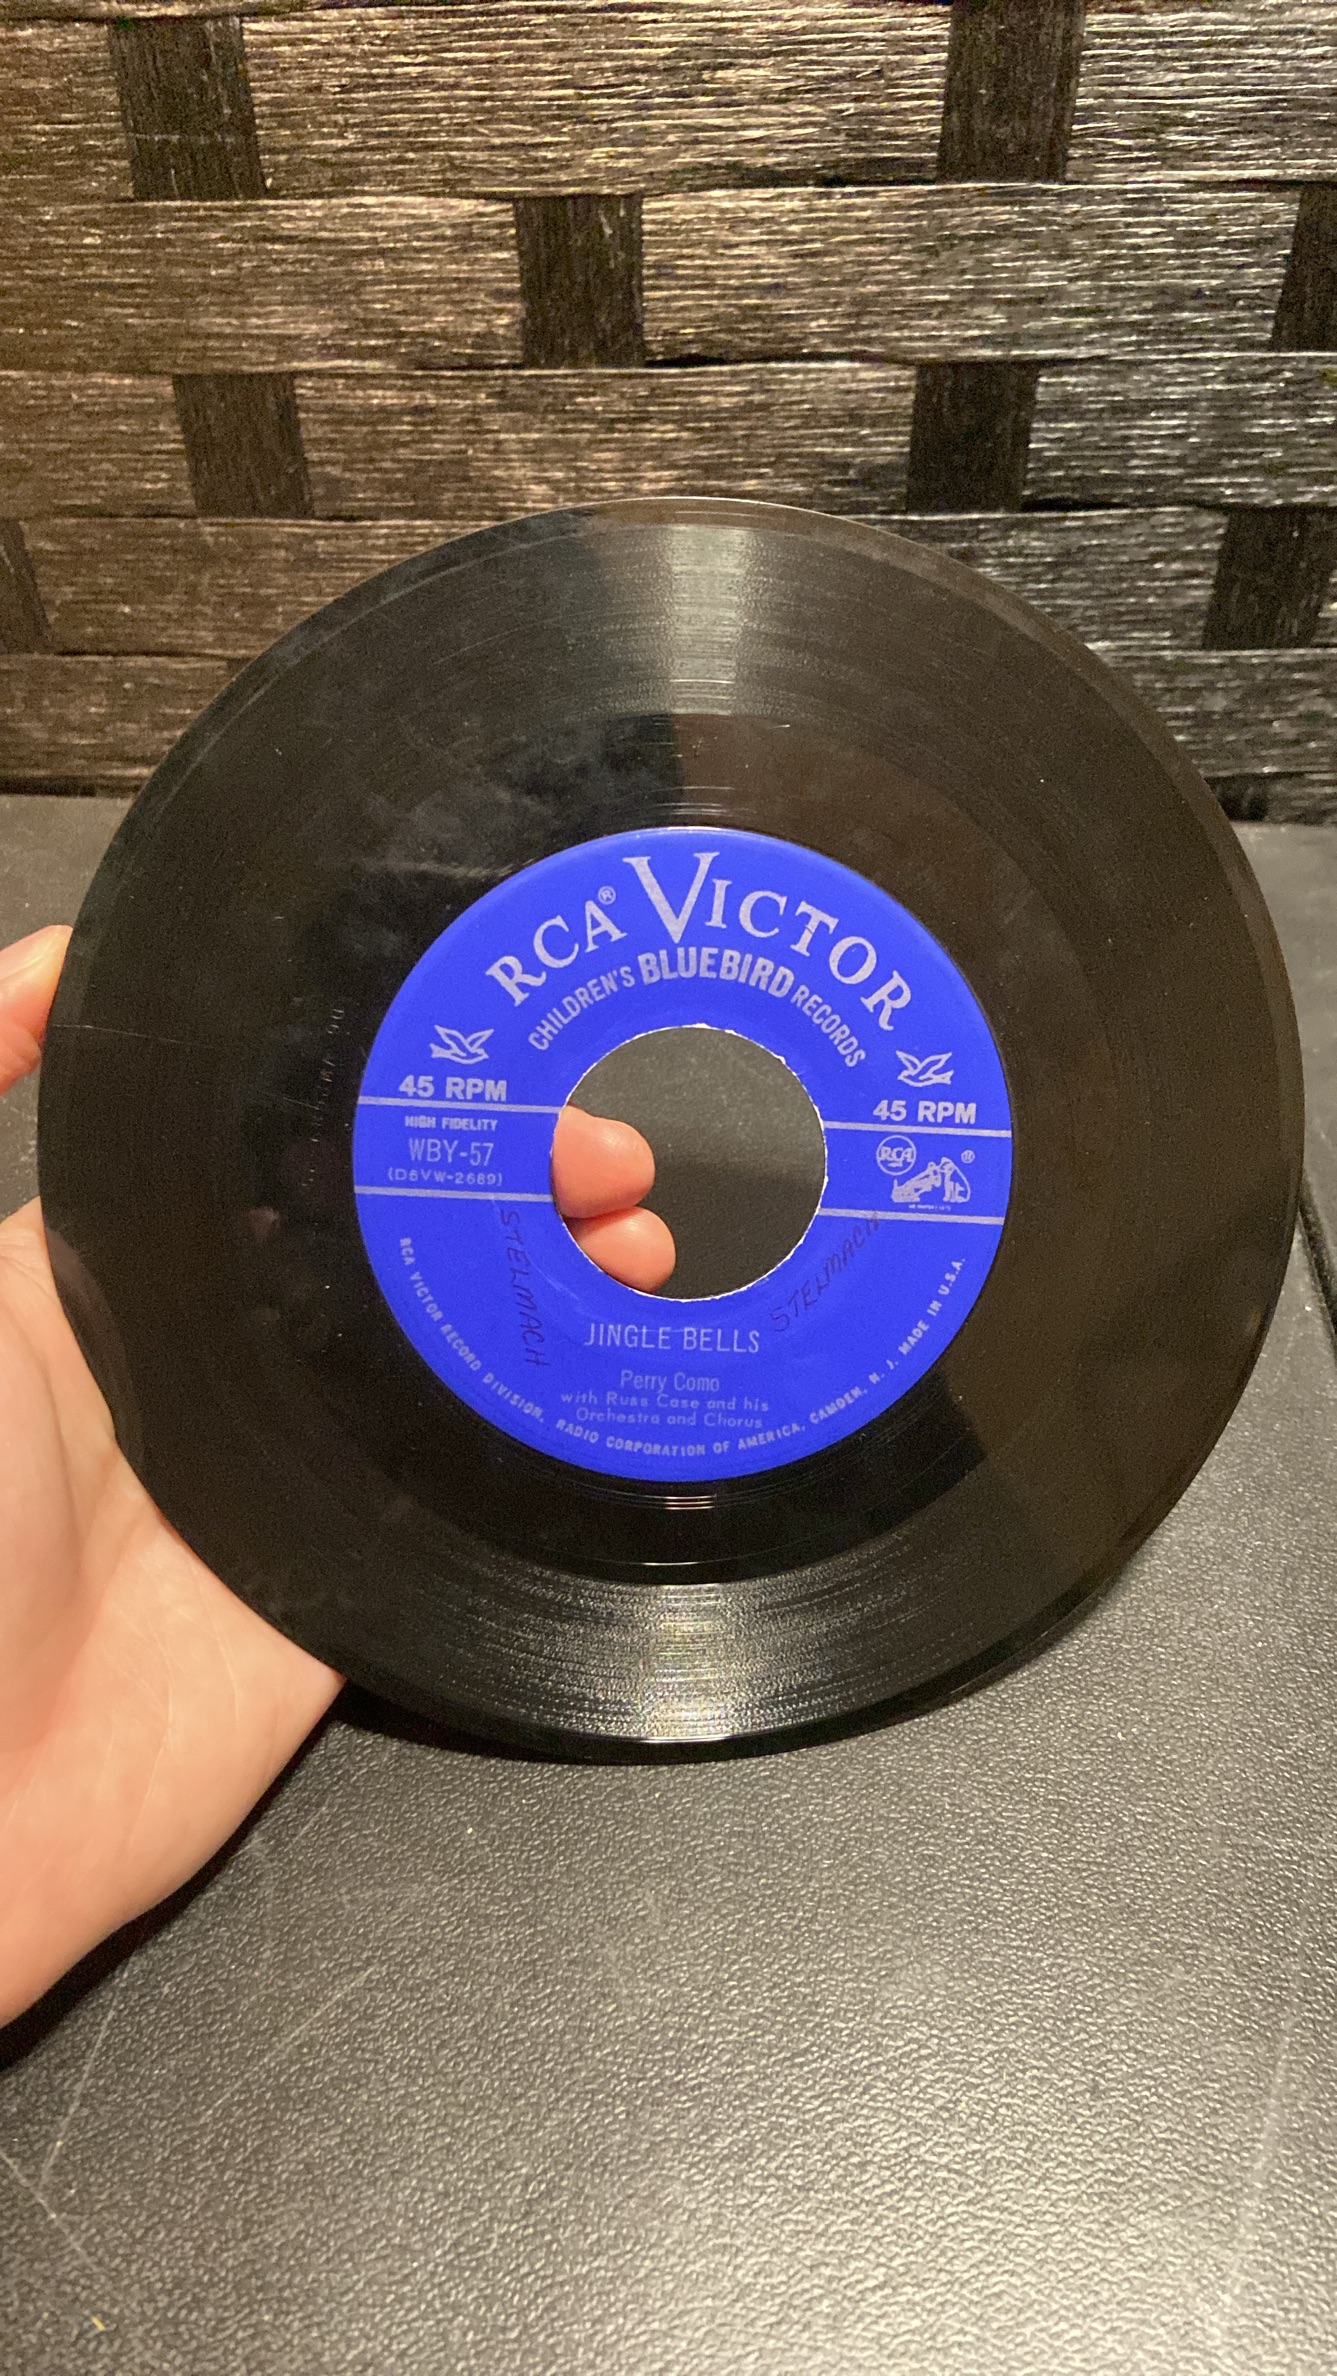 RCA® VICTOR
CHILDREN'S BLUEBIRD RECORDS
45 RPM
45 RPM
HIGH FIDELITY
WBY-57
(D6VW-2689)
RCA
®
STELMACH
STELMACH
JINGLE BELLS
Perry Como
with Russ Case and his
Orchestra and Chorus
RCA VICTOR RECORD DIVISION, RADIO CORPORATION OF AMERICA, CAMDEN, N. J. MADE IN U.S.A.